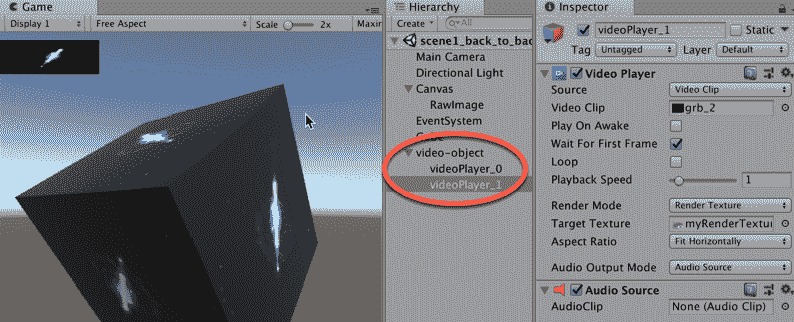 Game
Display 1
Free Aspect
Scale
2x
Maxin
Hierarchy
Create
All
scene1_back_to_bac
Main Camera
Directional Light
Canvas
RawImage
EventSystem
video-object
videoPlayer_0
videoPlayer_1
Inspector
videoPlayer_1
Static
Tag
Untagged
Layer
Default
Video Player
Source
Video Clip
Video Clip
grb_2
Play On Awake
Wait For First Frame
Loop
Playback Speed
1
Render Mode
Render Texture
Target Texture
myRenderTextu
Aspect Ratio
Fit Horizontally
Audio Output Mode
Audio Source
Audio Source
AudioClip
None (Audio Clip)